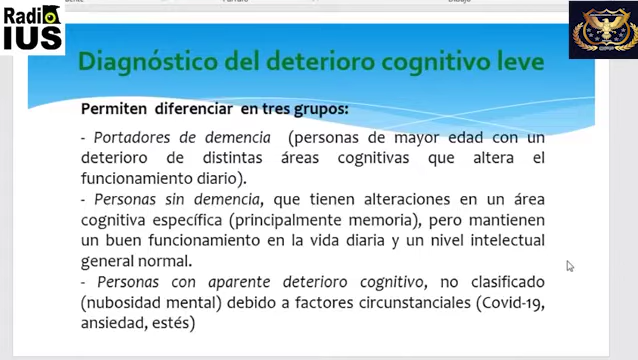 Radio
IUS
Diagnóstico del deterioro cognitivo leve
Permiten diferenciar en tres grupos:
- Portadores de demencia (personas de mayor edad con un
deterioro de distintas áreas cognitivas que altera el
funcionamiento diario).
- Personas sin demencia, que tienen alteraciones en un área
cognitiva específica (principalmente memoria), pero mantienen
un buen funcionamiento en la vida diaria y un nivel intelectual
general normal.
- Personas con aparente deterioro cognitivo, no clasificado
(nubosidad mental) debido a factores circunstanciales (Covid-19,
ansiedad, estés)